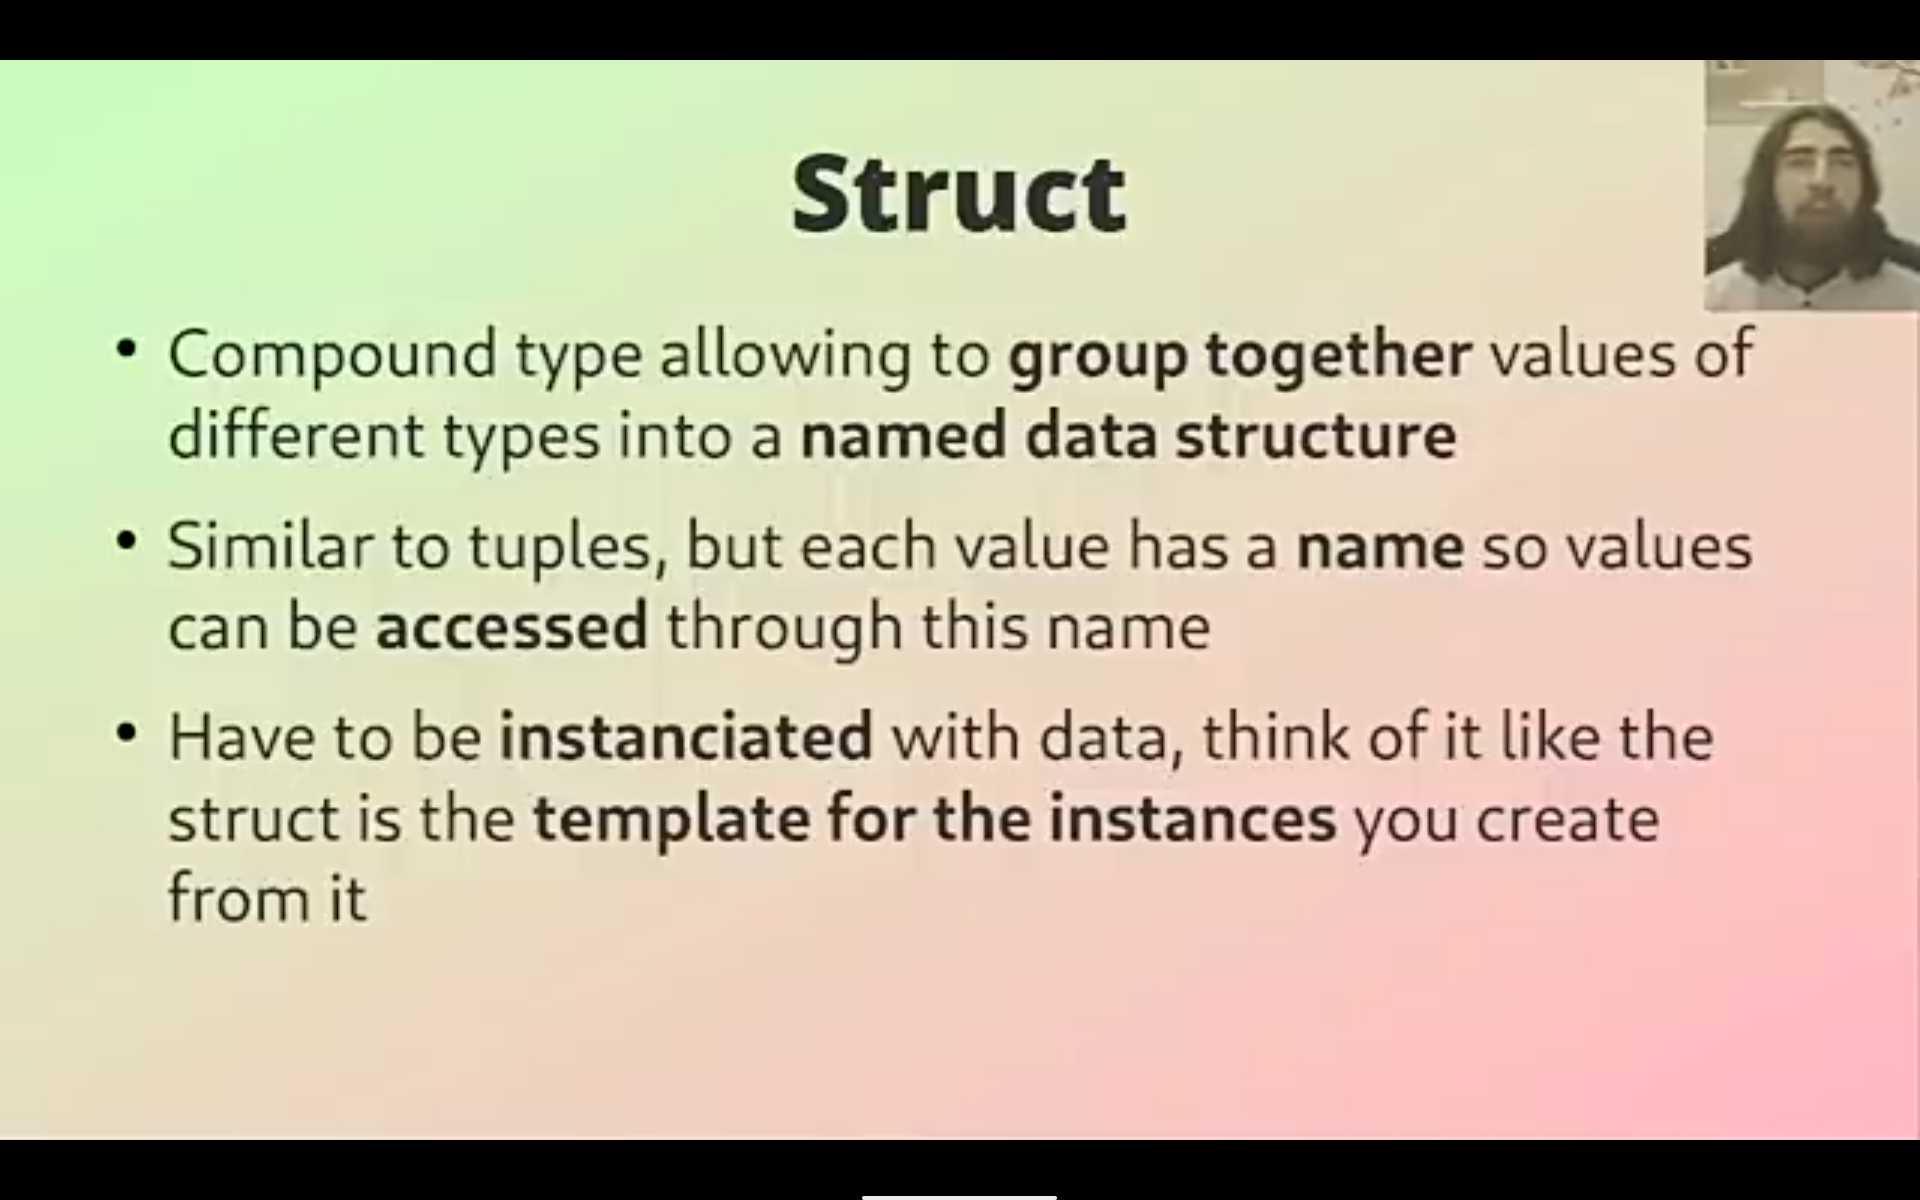 Struct
• Compound type allowing to group together values of
different types into a named data structure
• Similar to tuples, but each value has a name so values
can be accessed through this name
• Have to be instanciated with data, think of it like the
struct is the template for the instances you create
from it